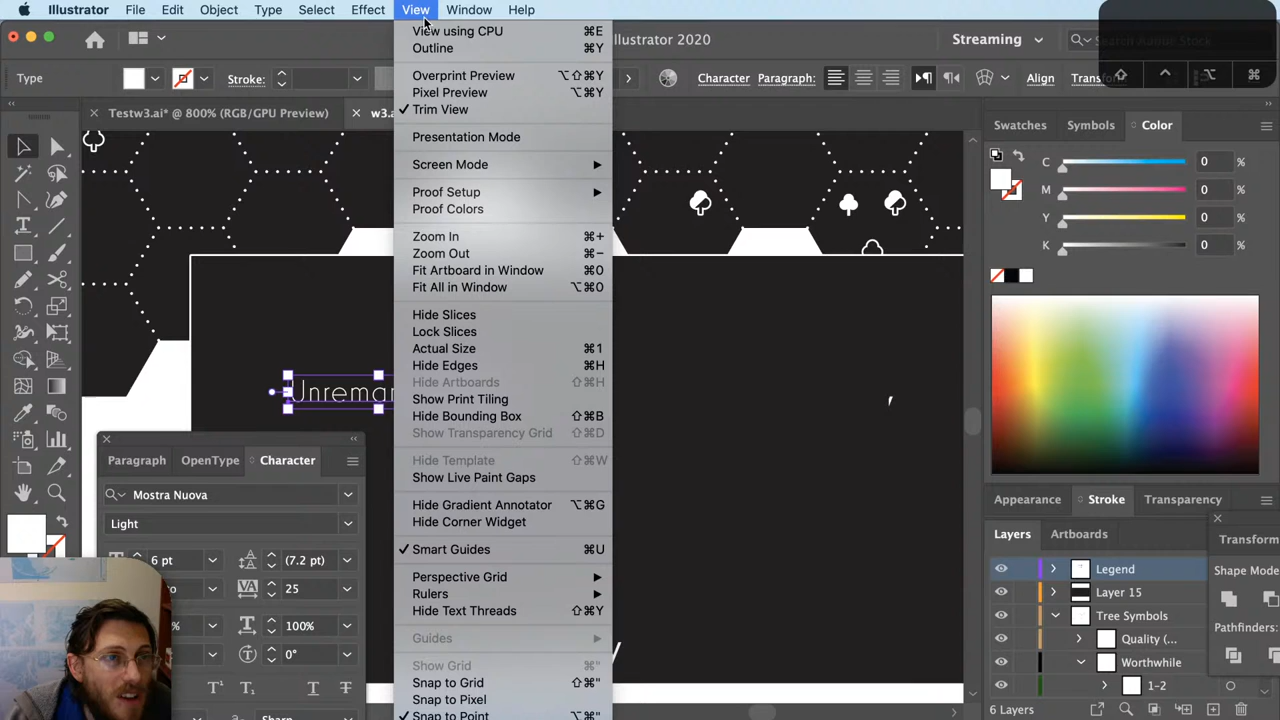 Illustrator File Edit Object Type Select Effect View Window Help
Illustrator 2020
Streaming
Search Adobe Stock
Type
Stroke:
Character
Paragraph:
Align
Testw3.ai* @ 800% (RGB/GPU Preview)
View using CPU ⌘E
Outline ⌘Y
Overprint Preview ⌥⇧⌘Y
Pixel Preview ⌥⌘Y
✓ Trim View
Presentation Mode
Screen Mode
Proof Setup
Proof Colors
Zoom In ⌘+
Zoom Out ⌘−
Fit Artboard in Window ⌘0
Fit All in Window ⌥⌘0
Hide Slices
Lock Slices
Actual Size ⌘1
Hide Edges ⌘H
Hide Artboards ⇧⌘H
Show Print Tiling
Hide Bounding Box ⇧⌘B
Show Transparency Grid ⇧⌘D
Hide Template ⇧⌘W
Show Live Paint Gaps
Hide Gradient Annotator ⌥⌘G
Hide Corner Widget
✓ Smart Guides ⌘U
Perspective Grid
Rulers
Hide Text Threads ⇧⌘Y
Guides
Show Grid ⌘"
Snap to Grid ⇧⌘"
Snap to Pixel
✓ Snap to Point ⌥⌘"
Paragraph OpenType Character
Mostra Nuova
Light
6 pt (7.2 pt)
25
100%
0°
Sharp
Swatches Symbols Color
C 0 %
M 0 %
Y 0 %
K 0 %
Appearance Stroke Transparency
Layers Artboards
Legend
Layer 15
Tree Symbols
Quality (...
Worthwhile
1-2
6 Layers
Transform
Shape Mode
Pathfinders: